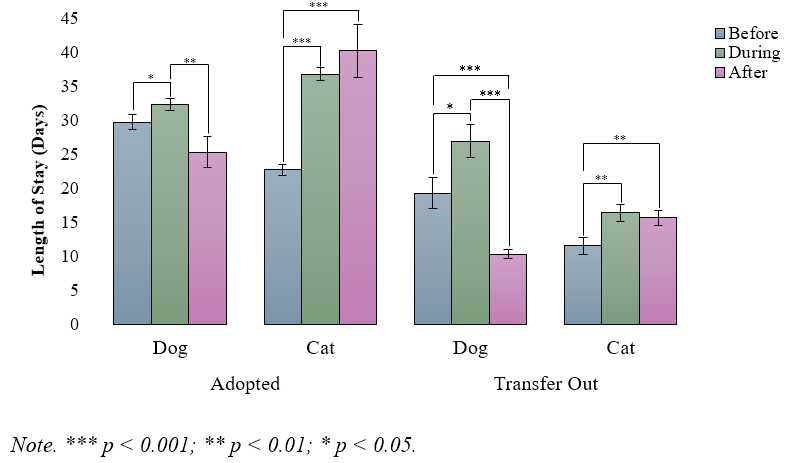 45
40
35
30
25
20
15
10
5
0
Length of Stay (Days)
* ** *** *** * *** *** ** **
Before
During
After
Dog Cat Dog Cat
Adopted Transfer Out
Note. *** p < 0.001; ** p < 0.01; * p < 0.05.